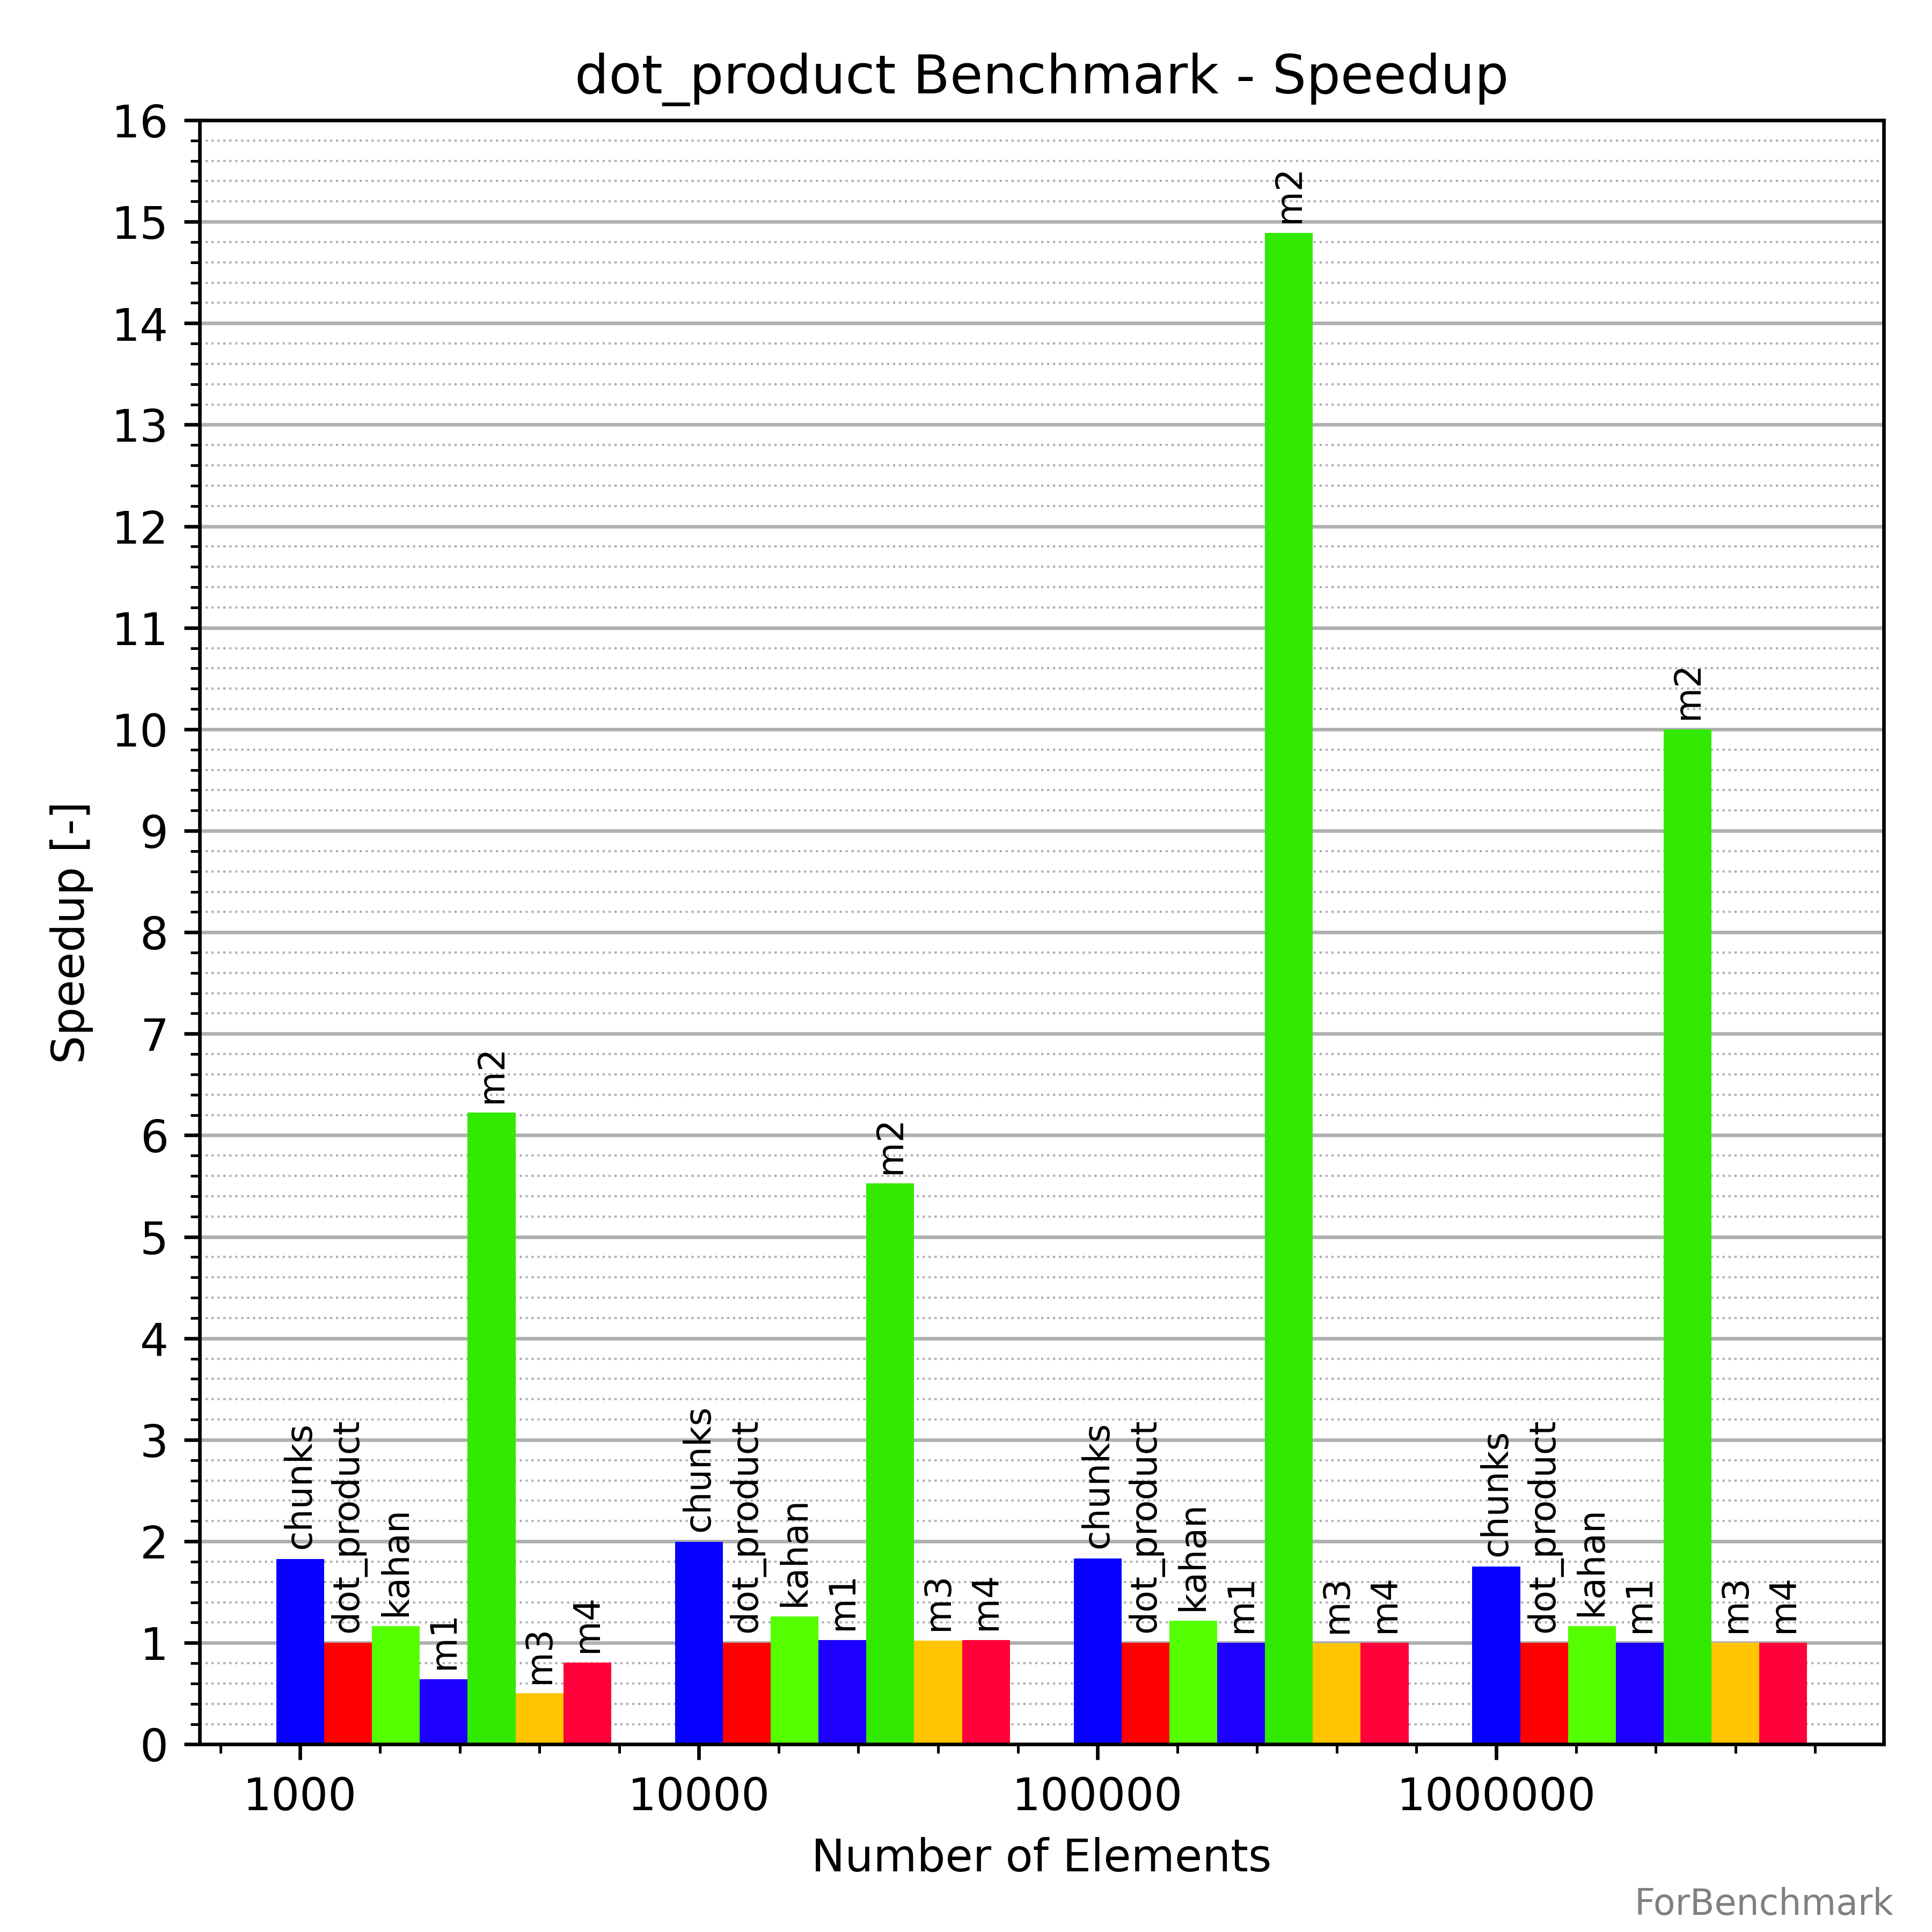 dot_product Benchmark - Speedup
16
15
14
13
12
11
10
9
8
7
6
5
4
3
2
1
0
Speedup [-]
chunks
dot_product
kahan
m1
m2
m3
m4
chunks
dot_product
kahan
m1
m2
m3
m4
chunks
dot_product
kahan
m1
m2
m3
m4
chunks
dot_product
kahan
m1
m2
m3
m4
1000
10000
100000
1000000
Number of Elements
ForBenchmark